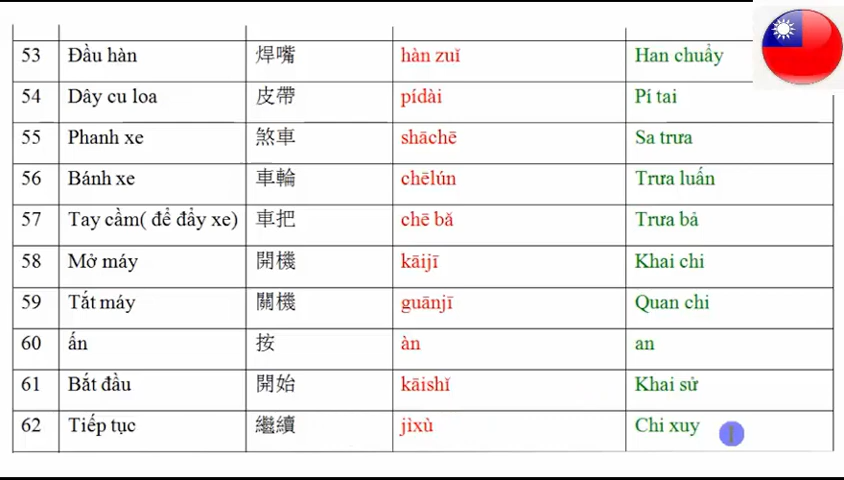 53 Đầu hàn 焊嘴 hàn zuǐ Han chuẩy
54 Dây cu loa 皮帶 pídài Pí tai
55 Phanh xe 煞車 shāchē Sa trưa
56 Bánh xe 車輪 chēlún Trưa luấn
57 Tay cầm( để đẩy xe) 車把 chē bǎ Trưa bả
58 Mở máy 開機 kāijī Khai chi
59 Tắt máy 關機 guānjī Quan chi
60 ấn 按 àn an
61 Bắt đầu 開始 kāishǐ Khai sử
62 Tiếp tục 繼續 jìxù Chi xuy